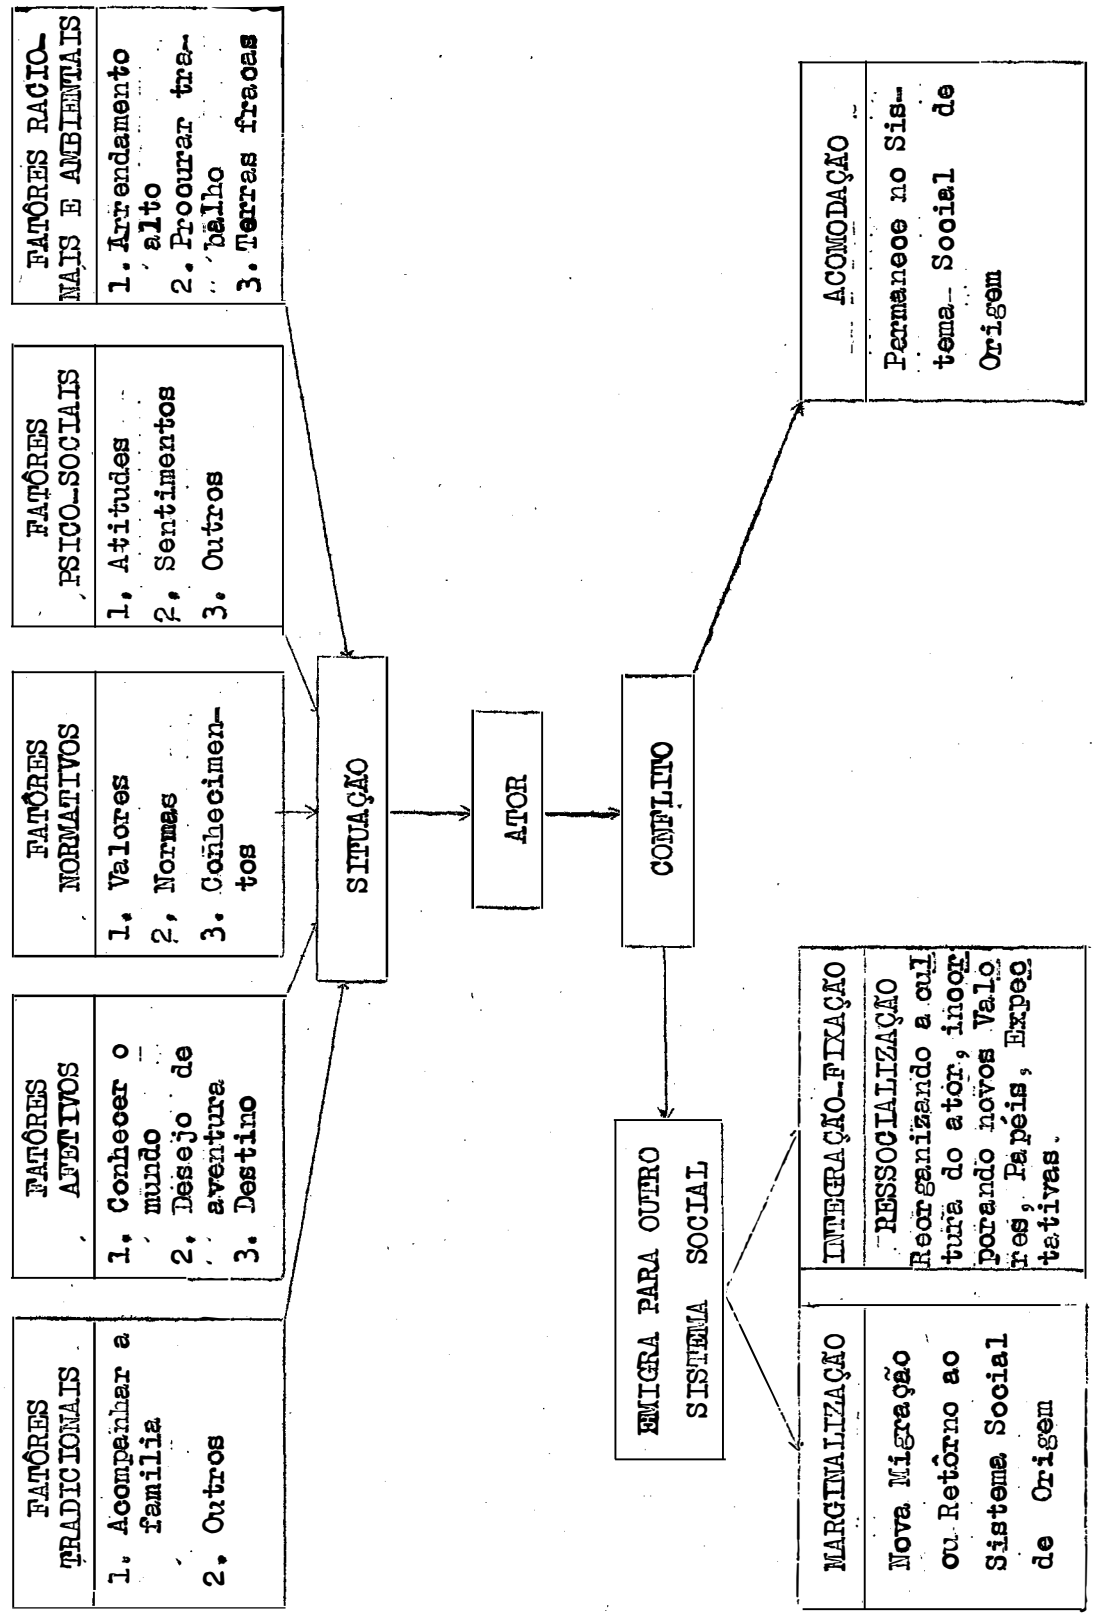 FATÔRES
TRADICIONAIS
1. Acompanhar a
familia
2. Outros
FATÔRES
AFETIVOS
1. Conhecer o
mundo
2. Desejo de
aventura
3. Destino
FATÔRES
NORMATIVOS
1. Valores
2. Normas
3. Conhecimen-
tos
FATÔRES
PSICO-SOCIAIS
1. Atitudes
2. Sentimentos
3. Outros
FATÔRES RACIO-
NAIS E AMBIENTAIS
1. Arrendamento
alto
2. Procurar tra-
balho
3. Terras fracas
SITUAÇÃO
ATOR
CONFLITO
EMIGRA PARA OUTRO
SISTEMA SOCIAL
MARGINALIZAÇÃO
Nova Migração
ou Retôrno ao
Sistema Social
de Origem
INTEGRAÇÃO-FIXAÇÃO
RESSOCIALIZAÇÃO
Reorganizando a cul
tura do ator, incor
porando novos Valo
res, Papéis, Expec
tativas.
ACOMODAÇÃO
Permanece no Sis-
tema Social de
Origem